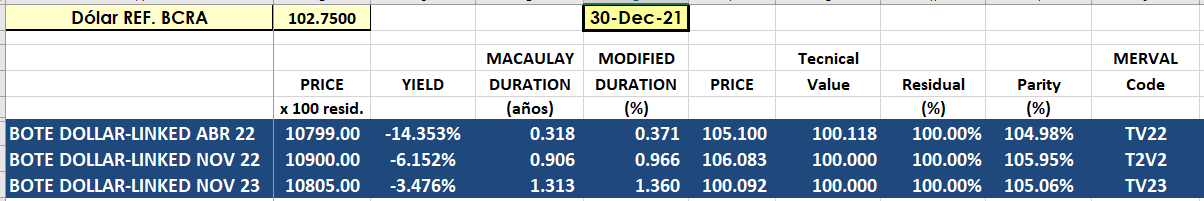 Dólar REF. BCRA 102.7500 30-Dec-21
MACAULAY MODIFIED Tecnical MERVAL
PRICE YIELD DURATION DURATION PRICE Value Residual Parity Code
x 100 resid. (años) (%) (%) (%)
BOTE DOLLAR-LINKED ABR 22 10799.00 -14.353% 0.318 0.371 105.100 100.118 100.00% 104.98% TV22
BOTE DOLLAR-LINKED NOV 22 10900.00 -6.152% 0.906 0.966 106.083 100.000 100.00% 105.95% T2V2
BOTE DOLLAR-LINKED NOV 23 10805.00 -3.476% 1.313 1.360 100.092 100.000 100.00% 105.06% TV23